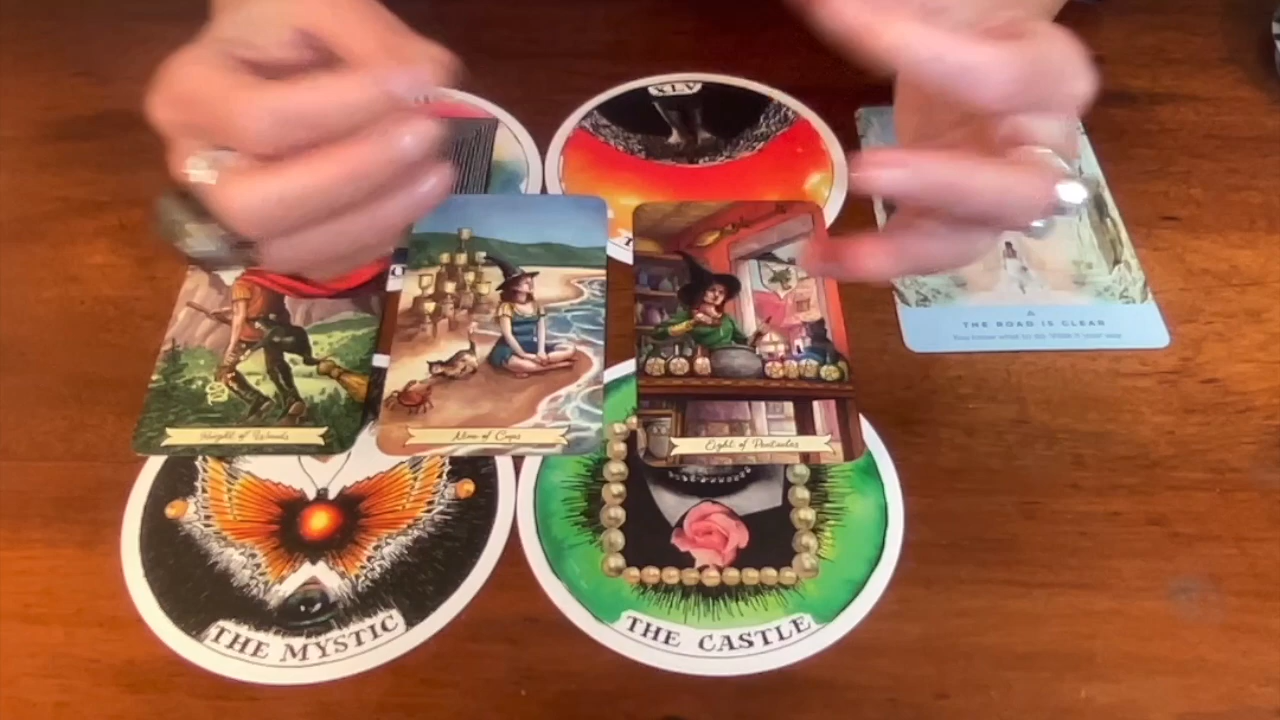 XLV
THE ROAD IS CLEAR
Knight of Wands
Nine of Cups
Eight of Pentacles
THE MYSTIC
THE CASTLE